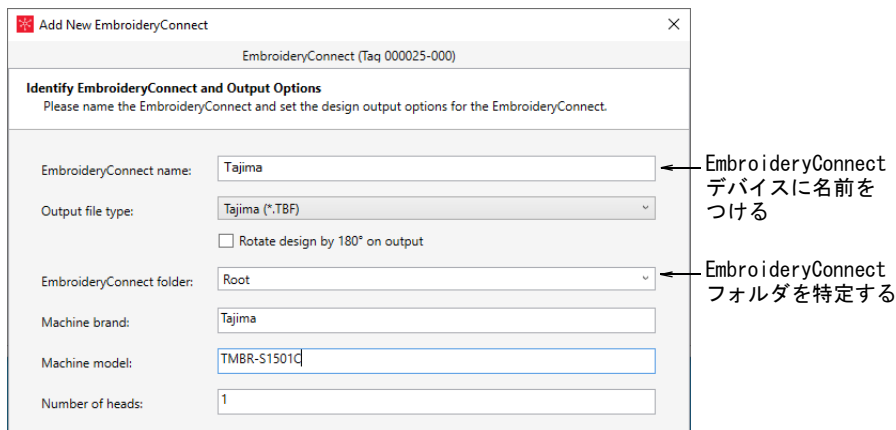 Add New EmbroideryConnect
EmbroideryConnect (Tag 000025-000)
Identify EmbroideryConnect and Output Options
Please name the EmbroideryConnect and set the design output options for the EmbroideryConnect.
EmbroideryConnect name:
Tajima
EmbroideryConnect
デバイスに名前を
つける
Output file type:
Tajima (*.TBF)
Rotate design by 180° on output
EmbroideryConnect folder:
Root
EmbroideryConnect
フォルダを特定する
Machine brand:
Tajima
Machine model:
TMBR-S1501C
Number of heads:
1